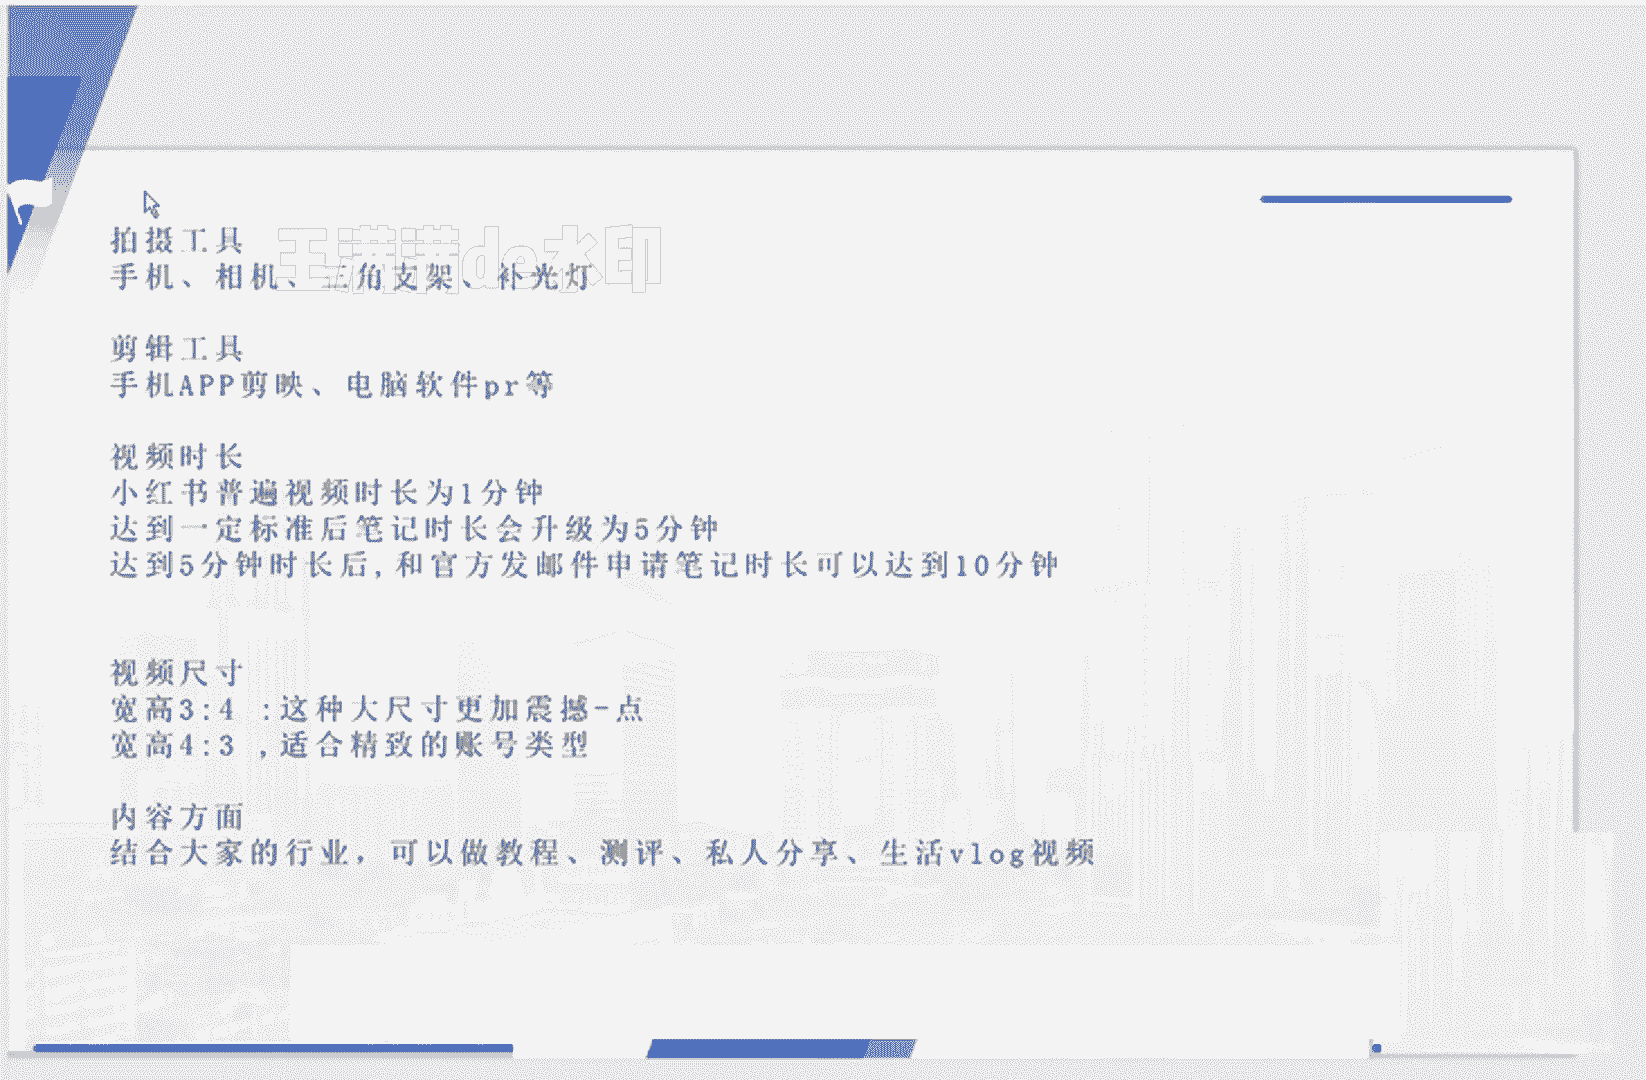 拍摄工具
王满满de水印
手机、相机、三角支架、补光灯
剪辑工具
手机APP剪映、电脑软件pr等
视频时长
小红书普遍视频时长为1分钟
达到一定标准后笔记时长会升级为5分钟
达到5分钟时长后,和官方发邮件申请笔记时长可以达到10分钟
视频尺寸
宽高3:4 :这种大尺寸更加震撼-点
宽高4:3 ,适合精致的账号类型
内容方面
结合大家的行业，可以做教程、测评、私人分享、生活vlog视频